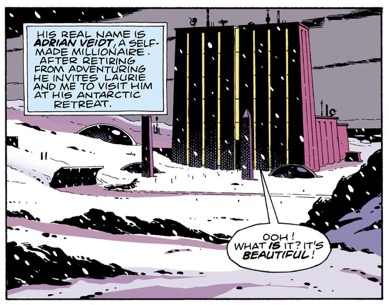 HIS REAL NAME IS
ADRIAN VEIDT, A SELF-
MADE MILLIONAIRE.
AFTER RETIRING
FROM ADVENTURING
HE INVITES LAURIE
AND ME TO VISIT HIM
AT HIS ANTARCTIC
RETREAT.
OOH!
WHAT IS IT? IT'S
BEAUTIFUL!